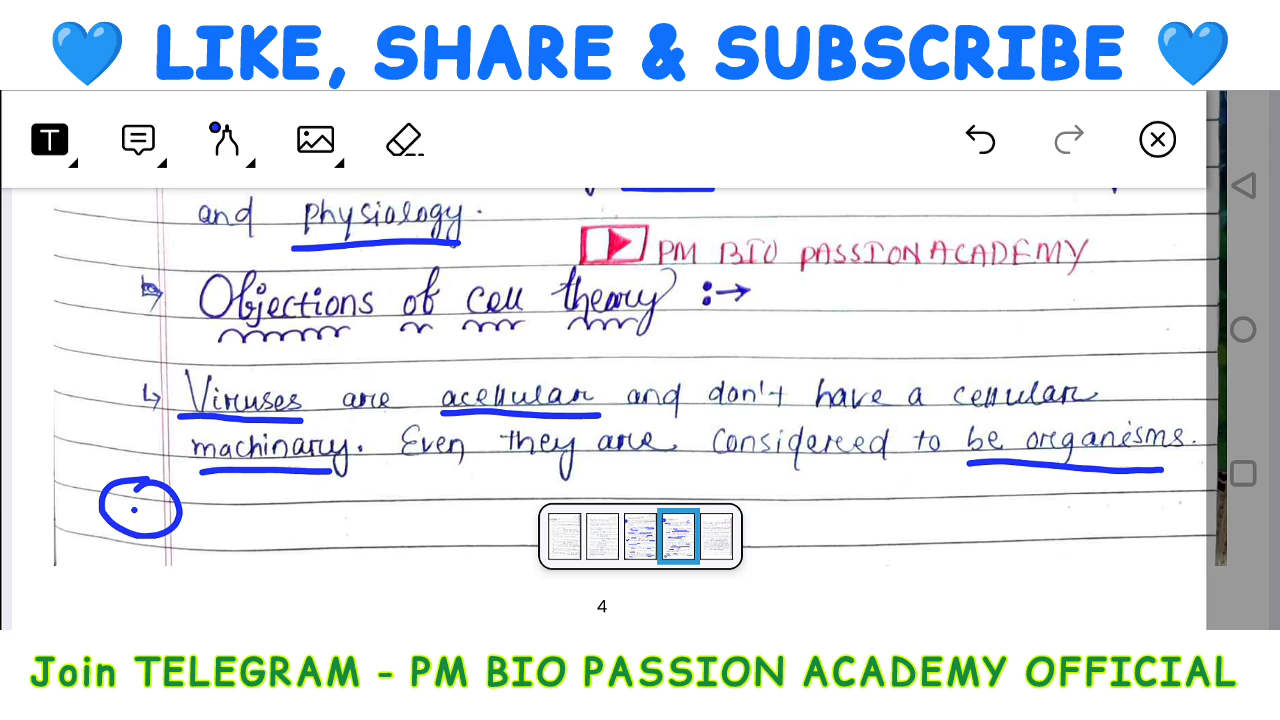 💙 LIKE, SHARE & SUBSCRIBE 💙
T
and physiology.
PM BIO PASSION ACADEMY
Objections of cell theory :→
↳ Viruses are acellular and don't have a cellular
machinary. Even they are considered to be organisms.
4
Join TELEGRAM - PM BIO PASSION ACADEMY OFFICIAL